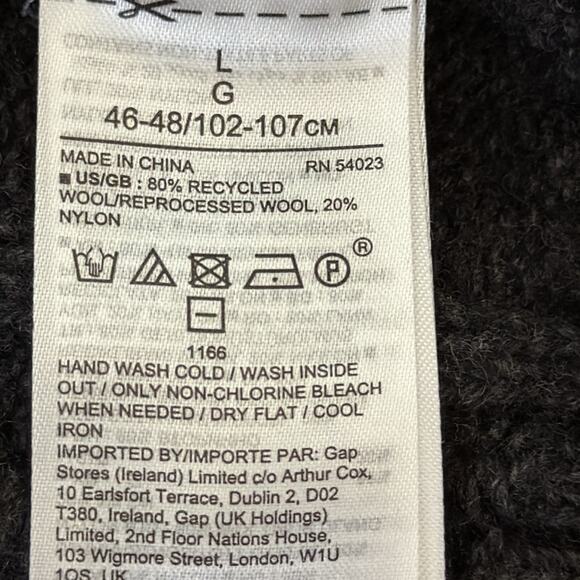 L
G
46-48/102-107CM
MADE IN CHINA RN 54023
■ US/GB : 80% RECYCLED
WOOL/REPROCESSED WOOL, 20%
NYLON
P ®
1166
HAND WASH COLD / WASH INSIDE
OUT / ONLY NON-CHLORINE BLEACH
WHEN NEEDED / DRY FLAT / COOL
IRON
IMPORTED BY/IMPORTE PAR: Gap
Stores (Ireland) Limited c/o Arthur Cox,
10 Earlsfort Terrace, Dublin 2, D02
T380, Ireland, Gap (UK Holdings)
Limited, 2nd Floor Nations House,
103 Wigmore Street, London, W1U
1QS, UK